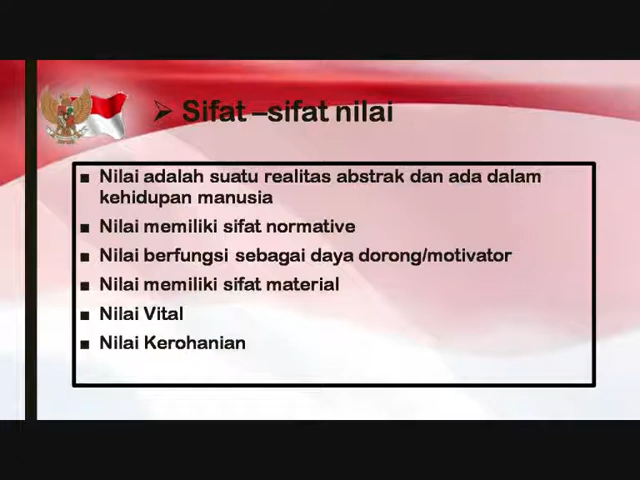 ➢ Sifat –sifat nilai
▪ Nilai adalah suatu realitas abstrak dan ada dalam
kehidupan manusia
▪ Nilai memiliki sifat normative
▪ Nilai berfungsi sebagai daya dorong/motivator
▪ Nilai memiliki sifat material
▪ Nilai Vital
▪ Nilai Kerohanian